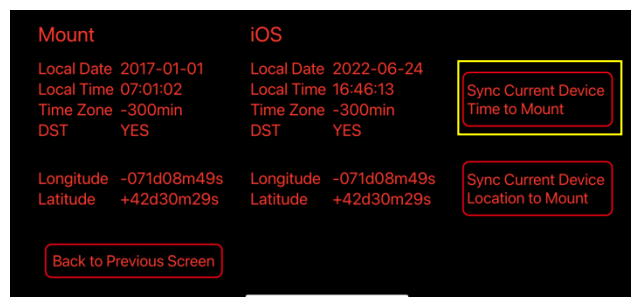 Mount
Local Date 2017-01-01
Local Time 07:01:02
Time Zone -300min
DST YES
Longitude -071d08m49s
Latitude +42d30m29s
iOS
Local Date 2022-06-24
Local Time 16:46:13
Time Zone -300min
DST YES
Longitude -071d08m49s
Latitude +42d30m29s
Sync Current Device
Time to Mount
Sync Current Device
Location to Mount
Back to Previous Screen